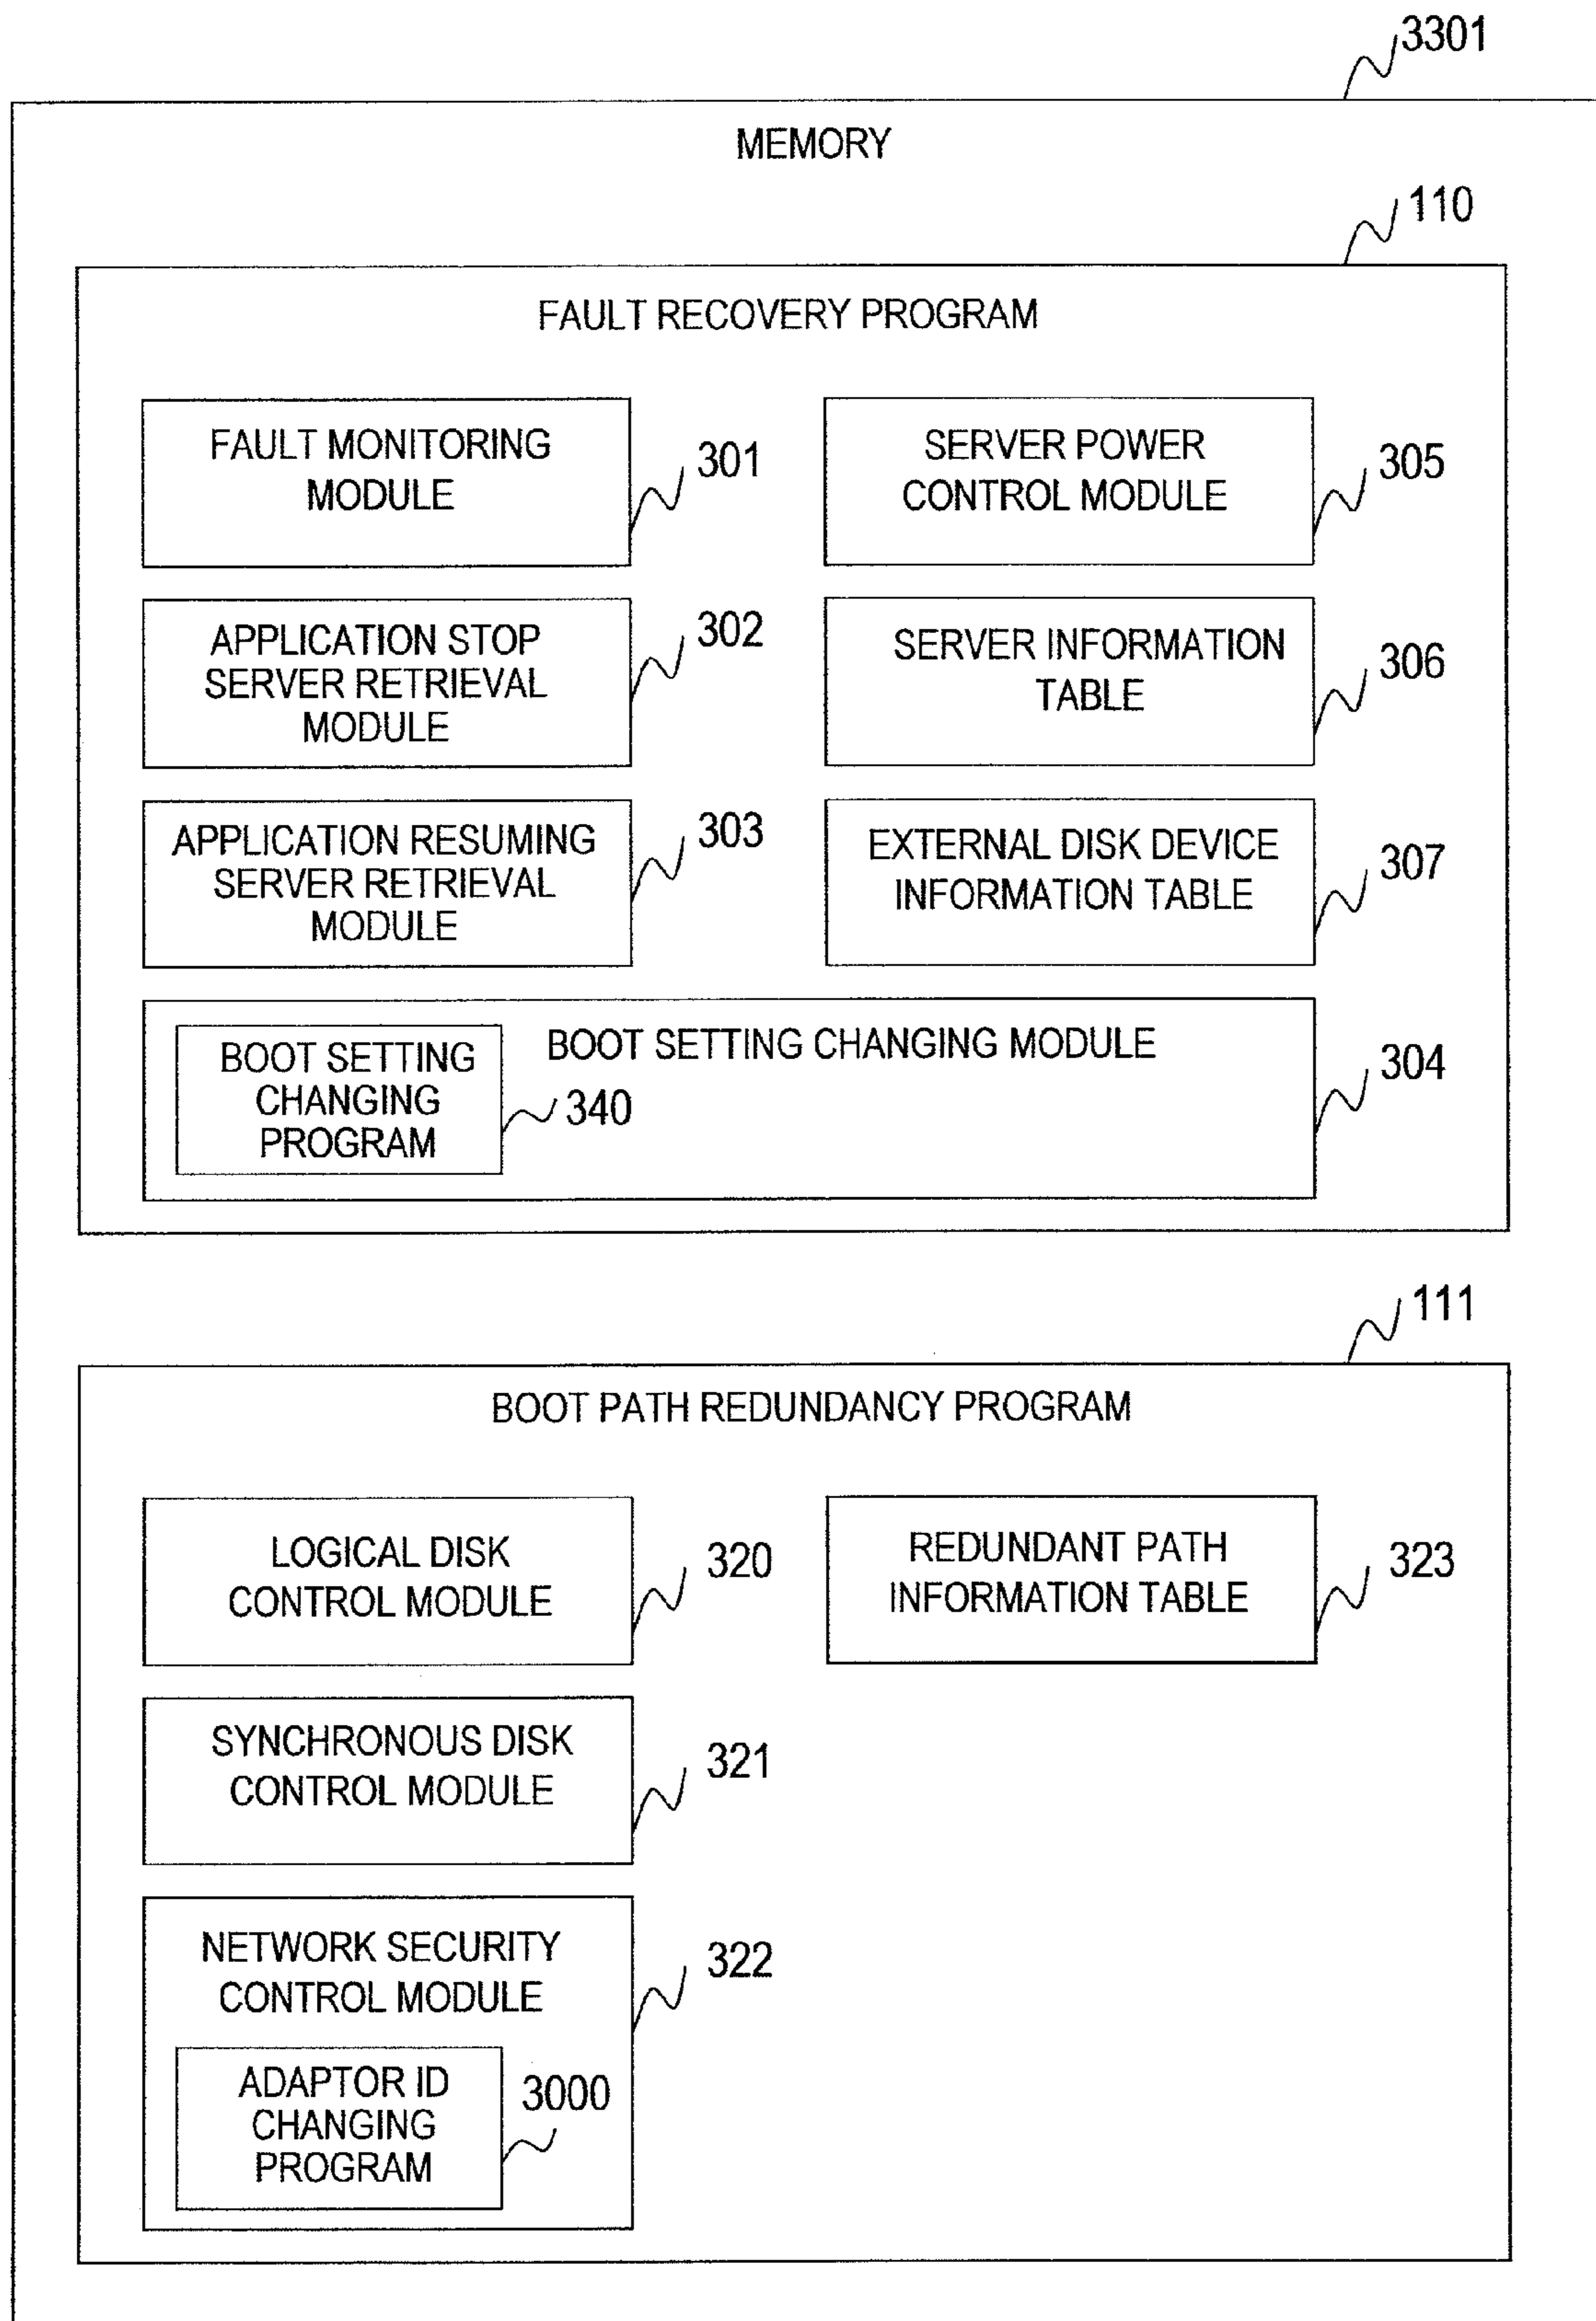 3301
MEMORY
110
FAULT RECOVERY PROGRAM
FAULT MONITORING
MODULE
301
SERVER POWER
CONTROL MODULE
305
APPLICATION STOP
SERVER RETRIEVAL
MODULE
302
SERVER INFORMATION
TABLE
306
APPLICATION RESUMING
SERVER RETRIEVAL
MODULE
303
EXTERNAL DISK DEVICE
INFORMATION TABLE
307
BOOT SETTING CHANGING MODULE
304
BOOT SETTING
CHANGING
PROGRAM
340
111
BOOT PATH REDUNDANCY PROGRAM
LOGICAL DISK
CONTROL MODULE
320
REDUNDANT PATH
INFORMATION TABLE
323
SYNCHRONOUS DISK
CONTROL MODULE
321
NETWORK SECURITY
CONTROL MODULE
322
ADAPTOR ID
CHANGING
PROGRAM
3000